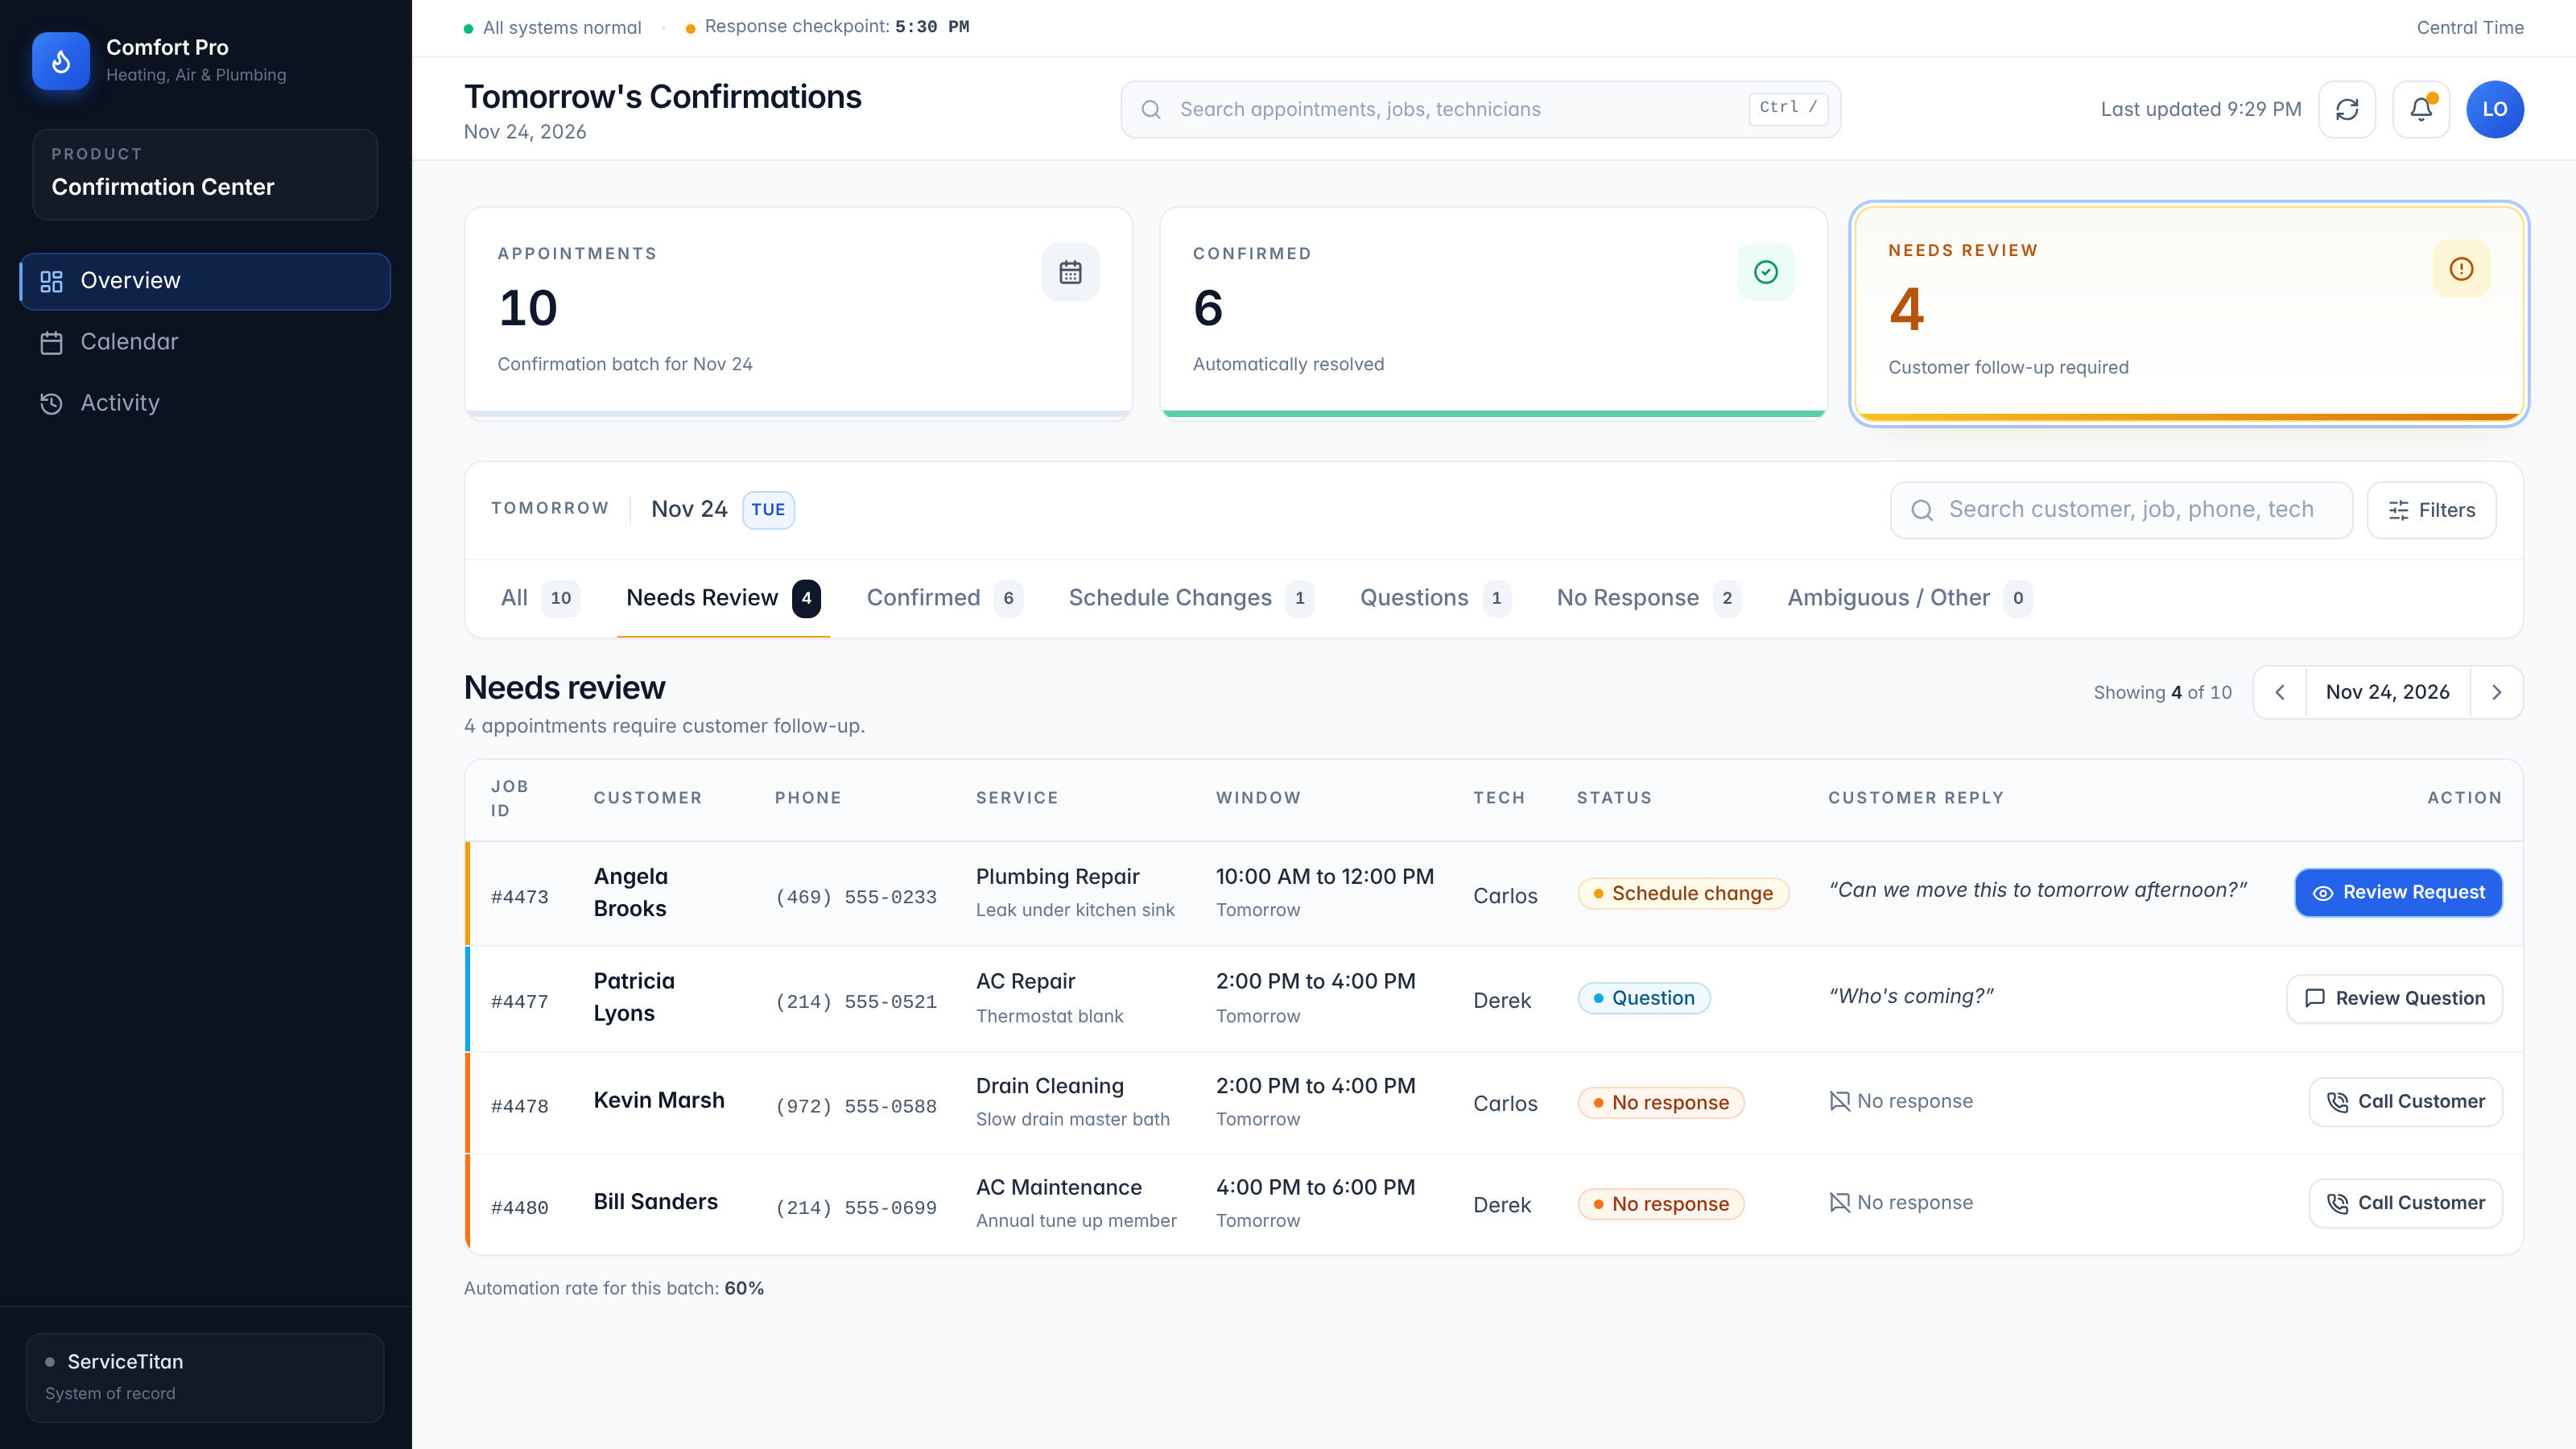 Comfort Pro
Heating, Air & Plumbing
PRODUCT
Confirmation Center
Overview
Calendar
Activity
ServiceTitan
System of record
All systems normal · Response checkpoint: 5:30 PM
Central Time
Tomorrow's Confirmations
Nov 24, 2026
Search appointments, jobs, technicians
Ctrl /
Last updated 9:29 PM
LO
APPOINTMENTS
10
Confirmation batch for Nov 24
CONFIRMED
6
Automatically resolved
NEEDS REVIEW
4
Customer follow-up required
TOMORROW Nov 24 TUE
Search customer, job, phone, tech
Filters
All 10 Needs Review 4 Confirmed 6 Schedule Changes 1 Questions 1 No Response 2 Ambiguous / Other 0
Needs review
4 appointments require customer follow-up.
Showing 4 of 10
Nov 24, 2026
JOB
ID
CUSTOMER PHONE SERVICE WINDOW TECH STATUS CUSTOMER REPLY ACTION
#4473
Angela
Brooks
(469) 555-0233
Plumbing Repair
Leak under kitchen sink
10:00 AM to 12:00 PM
Tomorrow
Carlos
Schedule change
“Can we move this to tomorrow afternoon?”
Review Request
#4477
Patricia
Lyons
(214) 555-0521
AC Repair
Thermostat blank
2:00 PM to 4:00 PM
Tomorrow
Derek
Question
“Who's coming?”
Review Question
#4478
Kevin Marsh
(972) 555-0588
Drain Cleaning
Slow drain master bath
2:00 PM to 4:00 PM
Tomorrow
Carlos
No response
No response
Call Customer
#4480
Bill Sanders
(214) 555-0699
AC Maintenance
Annual tune up member
4:00 PM to 6:00 PM
Tomorrow
Derek
No response
No response
Call Customer
Automation rate for this batch: 60%